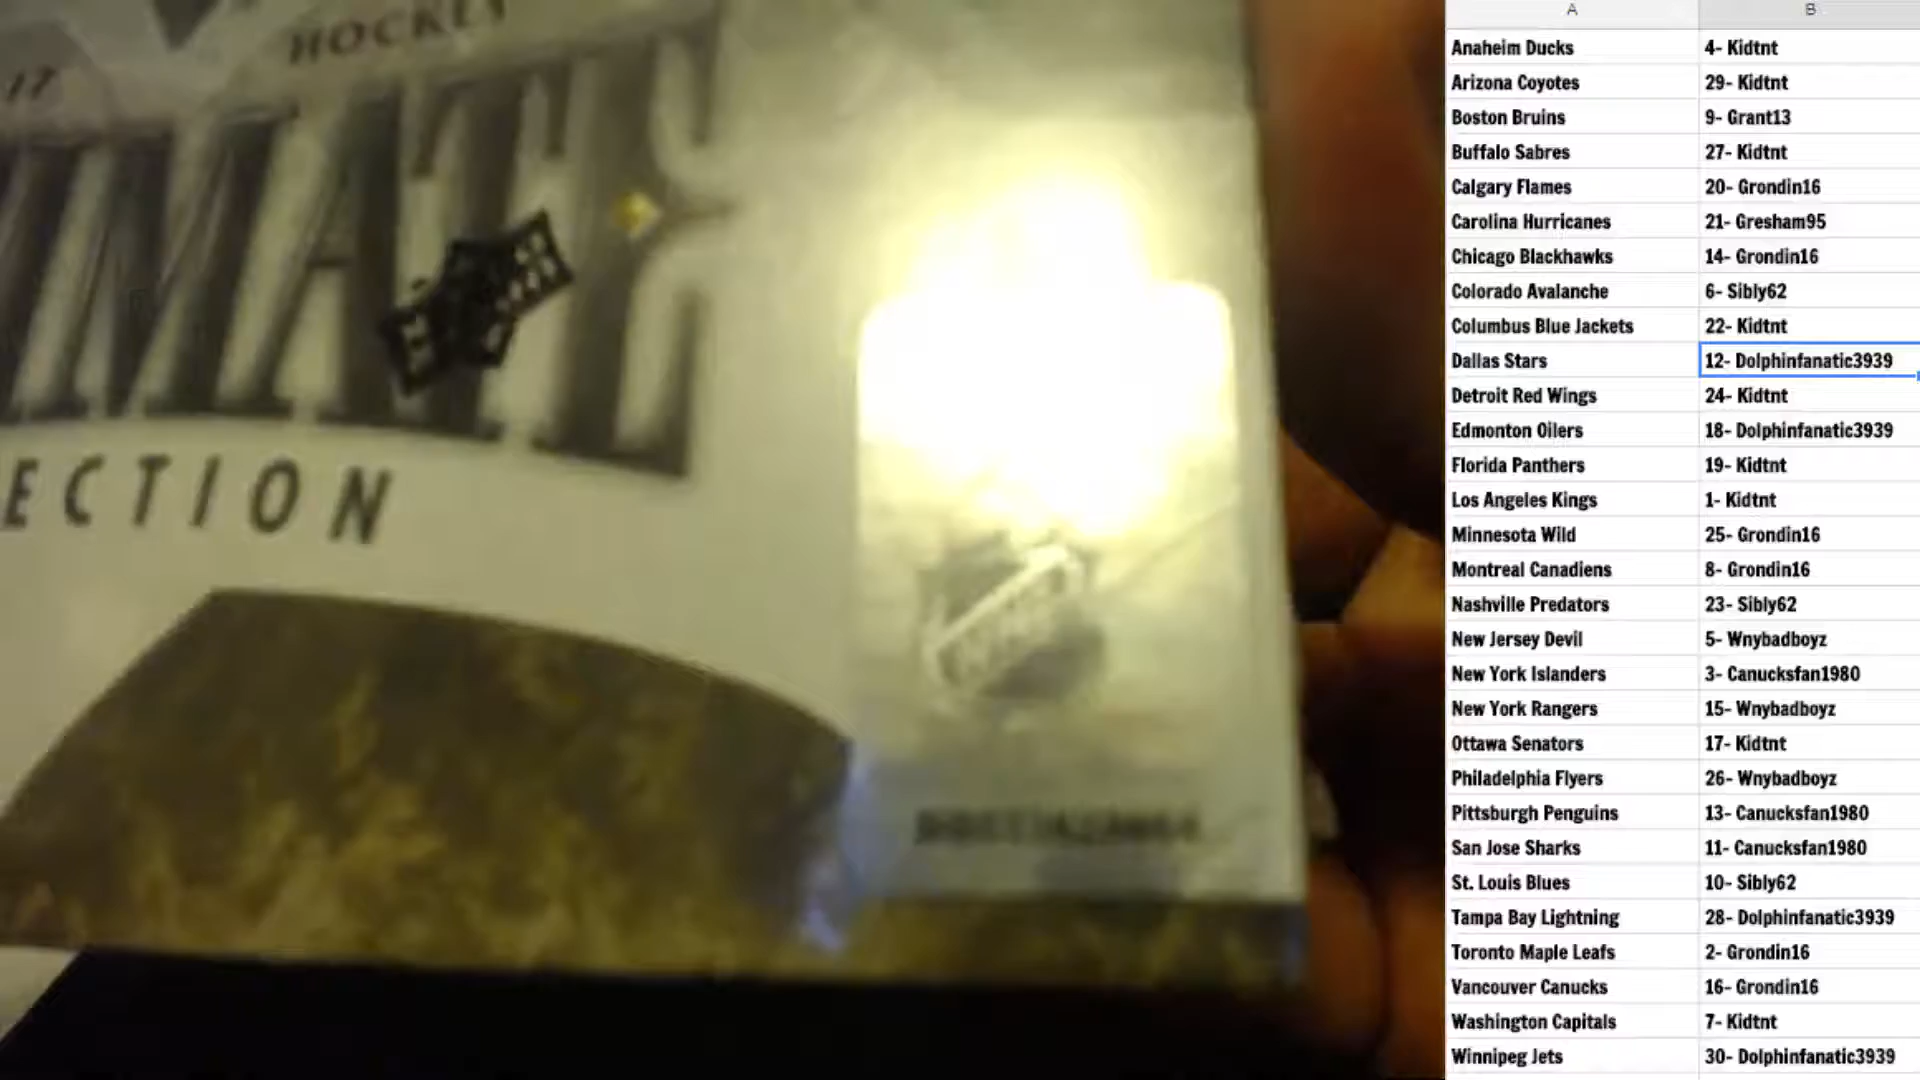 HOCKEY
17
ECTION
A B
Anaheim Ducks 4- Kidtnt
Arizona Coyotes 29- Kidtnt
Boston Bruins 9- Grant13
Buffalo Sabres 27- Kidtnt
Calgary Flames 20- Grondin16
Carolina Hurricanes 21- Gresham95
Chicago Blackhawks 14- Grondin16
Colorado Avalanche 6- Sibly62
Columbus Blue Jackets 22- Kidtnt
Dallas Stars 12- Dolphinfanatic3939
Detroit Red Wings 24- Kidtnt
Edmonton Oilers 18- Dolphinfanatic3939
Florida Panthers 19- Kidtnt
Los Angeles Kings 1- Kidtnt
Minnesota Wild 25- Grondin16
Montreal Canadiens 8- Grondin16
Nashville Predators 23- Sibly62
New Jersey Devil 5- Wnybadboyz
New York Islanders 3- Canucksfan1980
New York Rangers 15- Wnybadboyz
Ottawa Senators 17- Kidtnt
Philadelphia Flyers 26- Wnybadboyz
Pittsburgh Penguins 13- Canucksfan1980
San Jose Sharks 11- Canucksfan1980
St. Louis Blues 10- Sibly62
Tampa Bay Lightning 28- Dolphinfanatic3939
Toronto Maple Leafs 2- Grondin16
Vancouver Canucks 16- Grondin16
Washington Capitals 7- Kidtnt
Winnipeg Jets 30- Dolphinfanatic3939